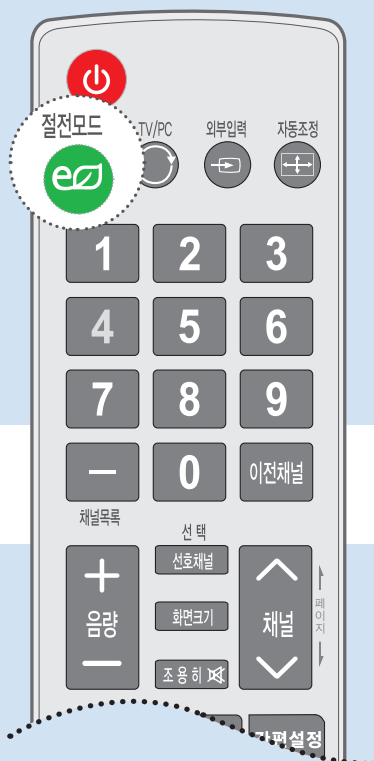 절전모드
e
TV/PC
외부입력
자동조정
1
2
3
4
5
6
7
8
9
0
이전채널
채널목록
선 택
+
음량
−
선호채널
화면크기
조용히
채널
페이지
간편설정